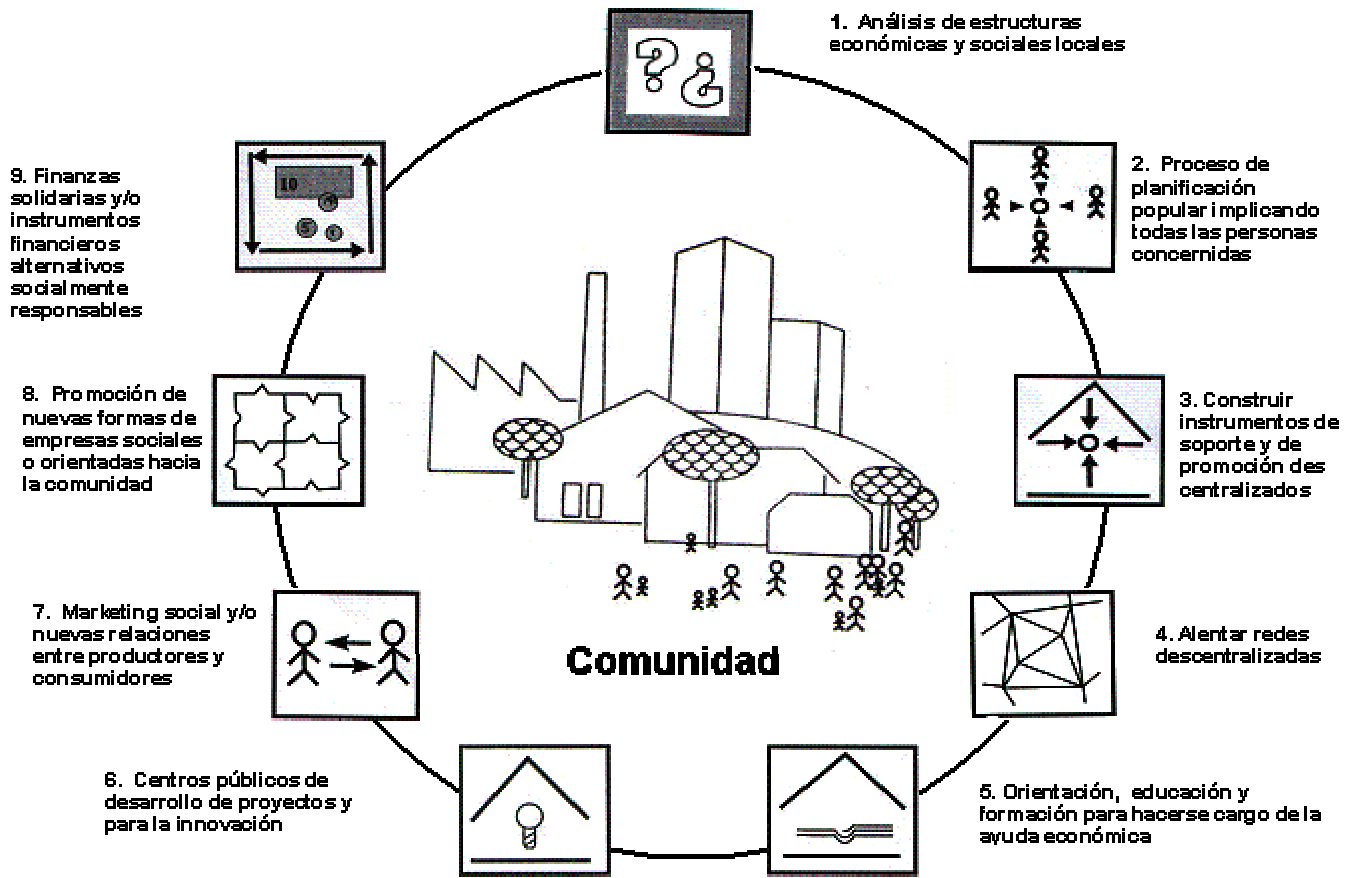 1. Análisis de estructuras
económicas y sociales locales
2. Proceso de
planificación
popular implicando
todas las personas
concernidas
3. Construir
instrumentos de
soporte y de
promoción des
centralizados
4. Alentar redes
descentralizadas
5. Orientación, educación y
formación para hacerse cargo de la
ayuda económica
6. Centros públicos de
desarrollo de proyectos y
para la innovación
7. Marketing social y/o
nuevas relaciones
entre productores y
consumidores
8. Promoción de
nuevas formas de
empresas sociales
o orientadas hacia
la comunidad
9. Finanzas
solidarias y/o
instrumentos
financieros
alternativos
socialmente
responsables
? ¿
10
5
Comunidad